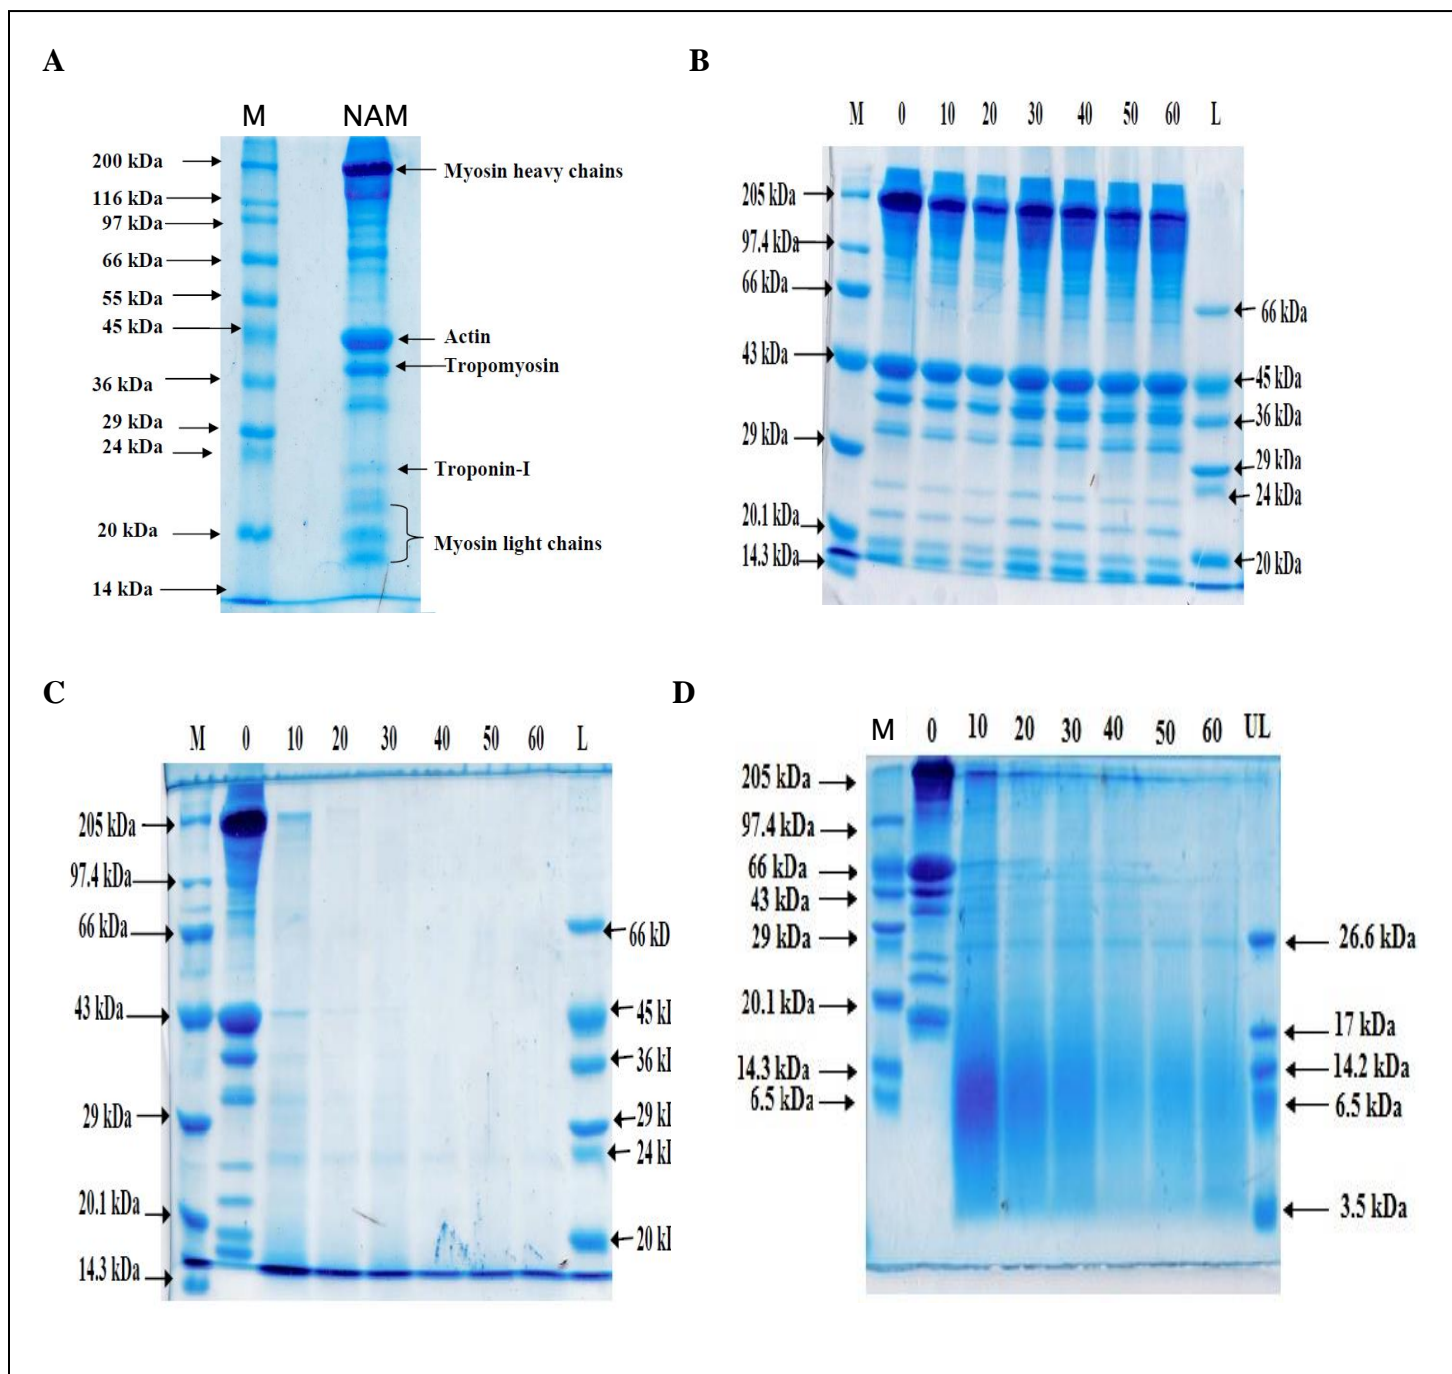 A
M NAM
200 kDa
116 kDa
97 kDa
66 kDa
55 kDa
45 kDa
36 kDa
29 kDa
24 kDa
20 kDa
14 kDa
Myosin heavy chains
Actin
Tropomyosin
Troponin-I
Myosin light chains
B
M 0 10 20 30 40 50 60 L
205 kDa
97.4 kDa
66 kDa
43 kDa
29 kDa
20.1 kDa
14.3 kDa
66 kDa
45 kDa
36 kDa
29 kDa
24 kDa
20 kDa
C
M 0 10 20 30 40 50 60 L
205 kDa
97.4 kDa
66 kDa
43 kDa
29 kDa
20.1 kDa
14.3 kDa
66 kD
45
36
29
24
20
D
M 0 10 20 30 40 50 60 UL
205 kDa
97.4 kDa
66 kDa
43 kDa
29 kDa
20.1 kDa
14.3 kDa
6.5 kDa
26.6 kDa
17 kDa
14.2 kDa
6.5 kDa
3.5 kDa